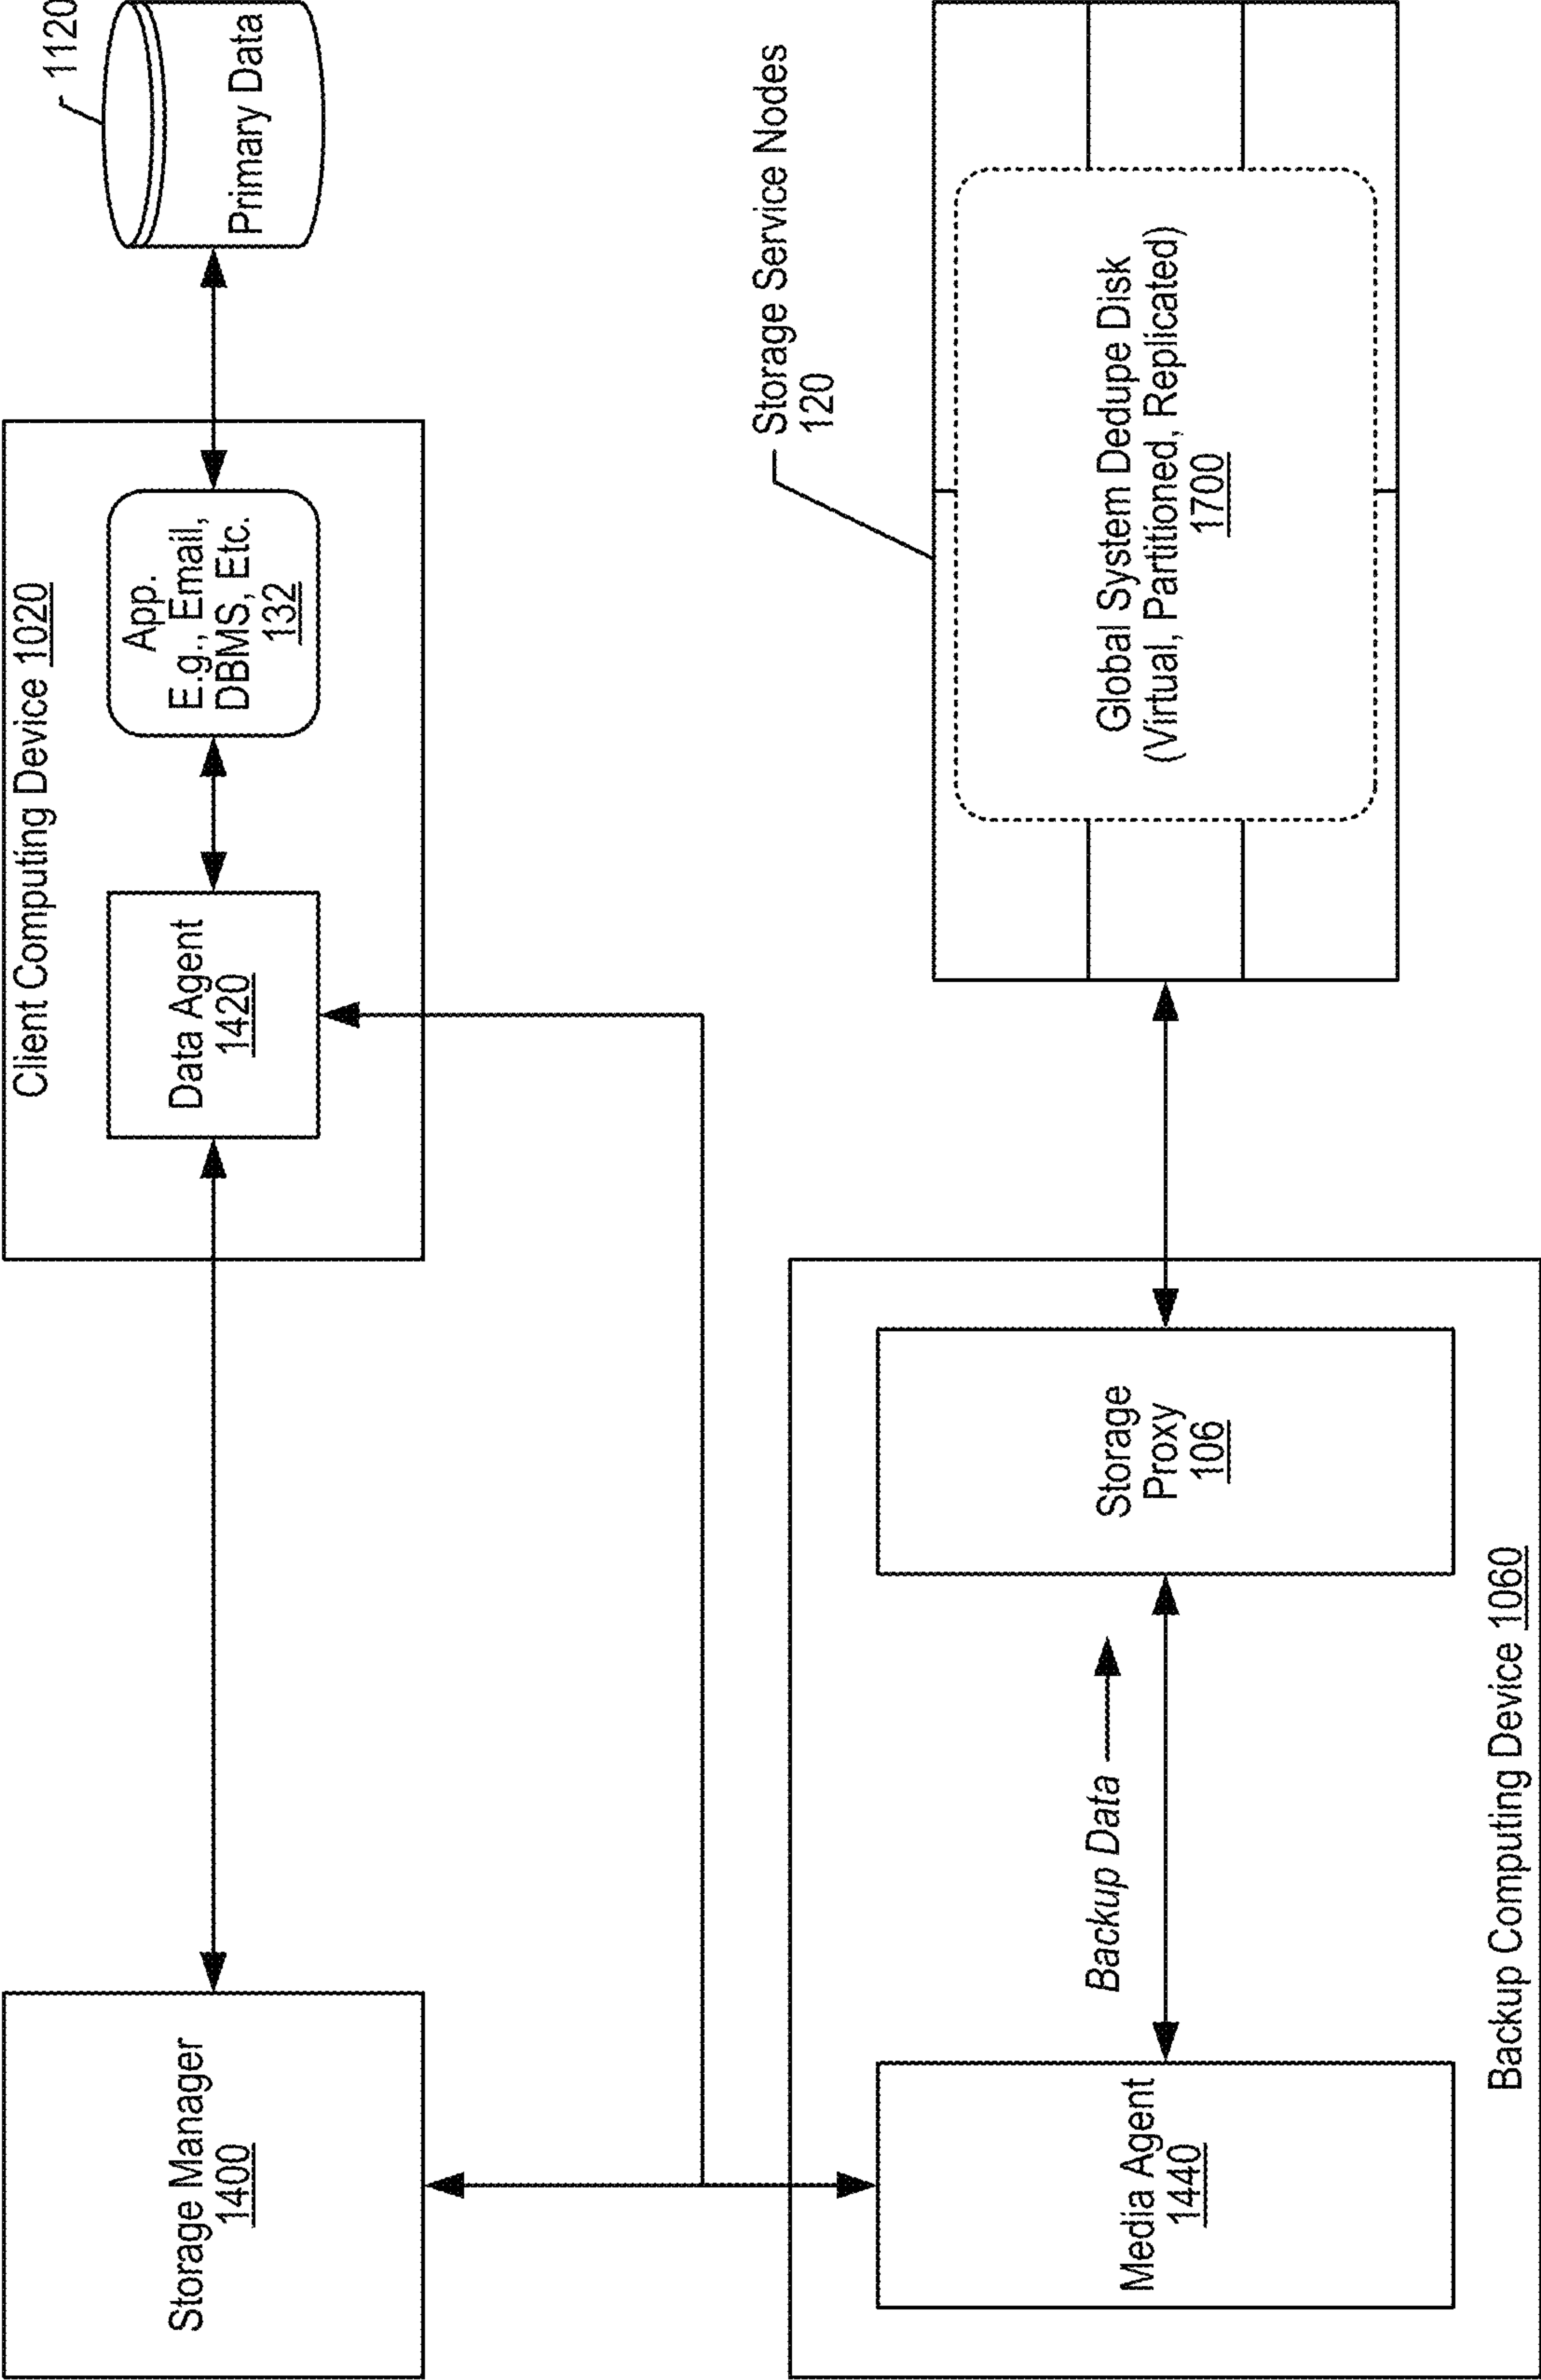 Storage Manager
1400
Client Computing Device 1020
Data Agent
1420
App.
E.g., Email,
DBMS, Etc.
132
1120
Primary Data
Media Agent
1440
Backup Data
Storage
Proxy
106
Backup Computing Device 1060
Storage Service Nodes
120
Global System Dedupe Disk
(Virtual, Partitioned, Replicated)
1700